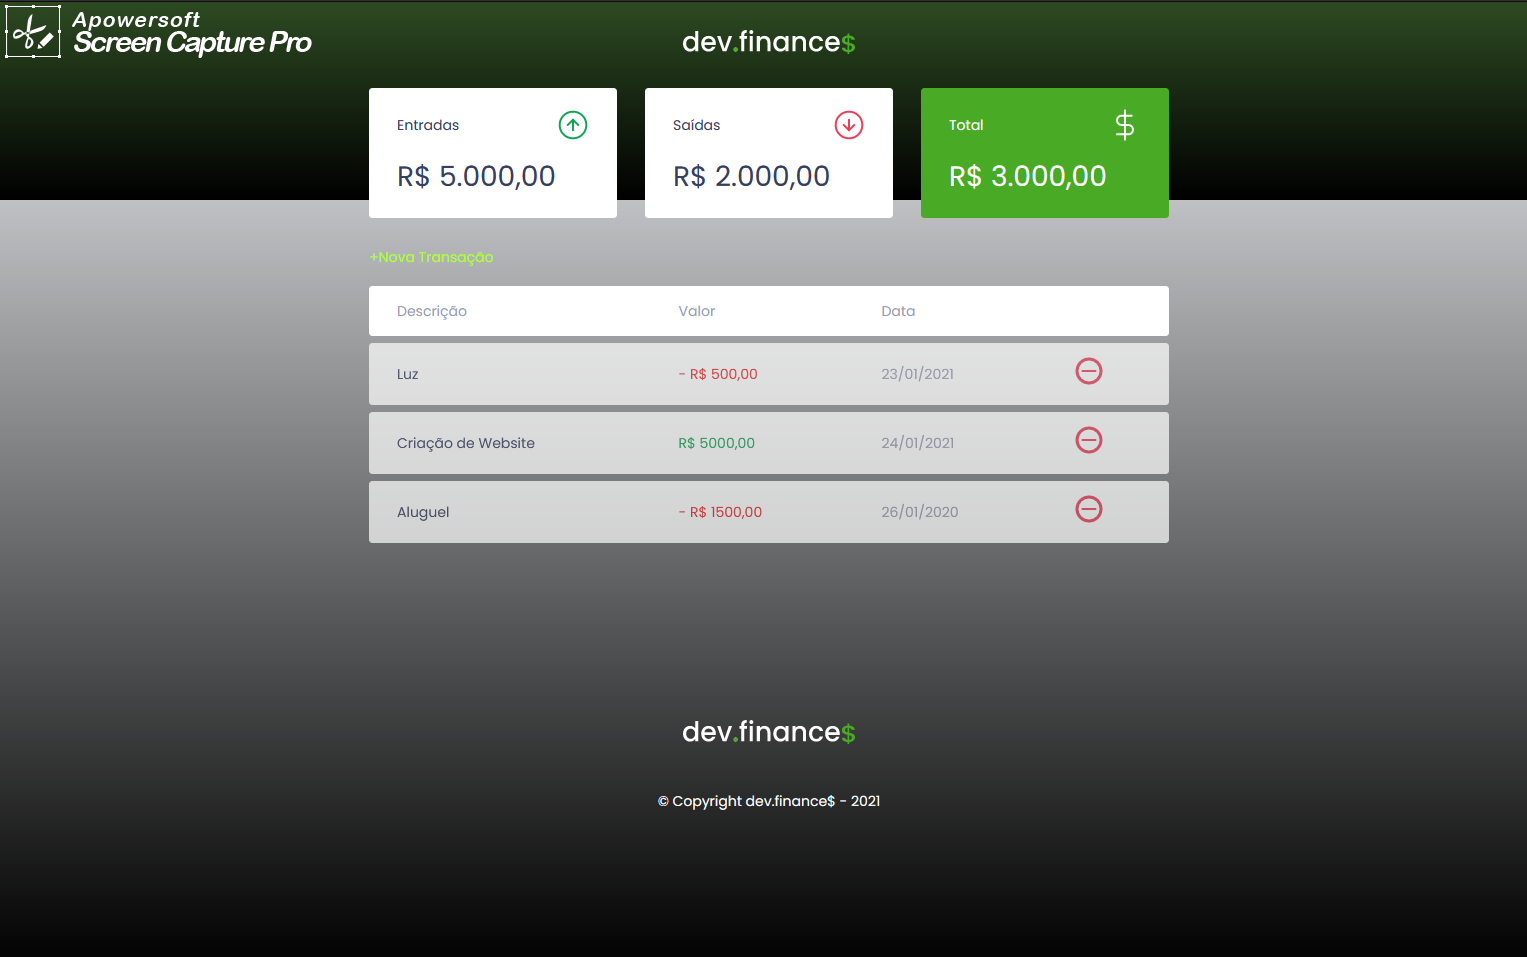 Apowersoft
Screen Capture Pro
dev.finance$
Entradas
R$ 5.000,00
Saídas
R$ 2.000,00
Total
$
R$ 3.000,00
+Nova Transação
Descrição Valor Data
Luz - R$ 500,00 23/01/2021
Criação de Website R$ 5000,00 24/01/2021
Aluguel - R$ 1500,00 26/01/2020
dev.finance$
© Copyright dev.finance$ - 2021